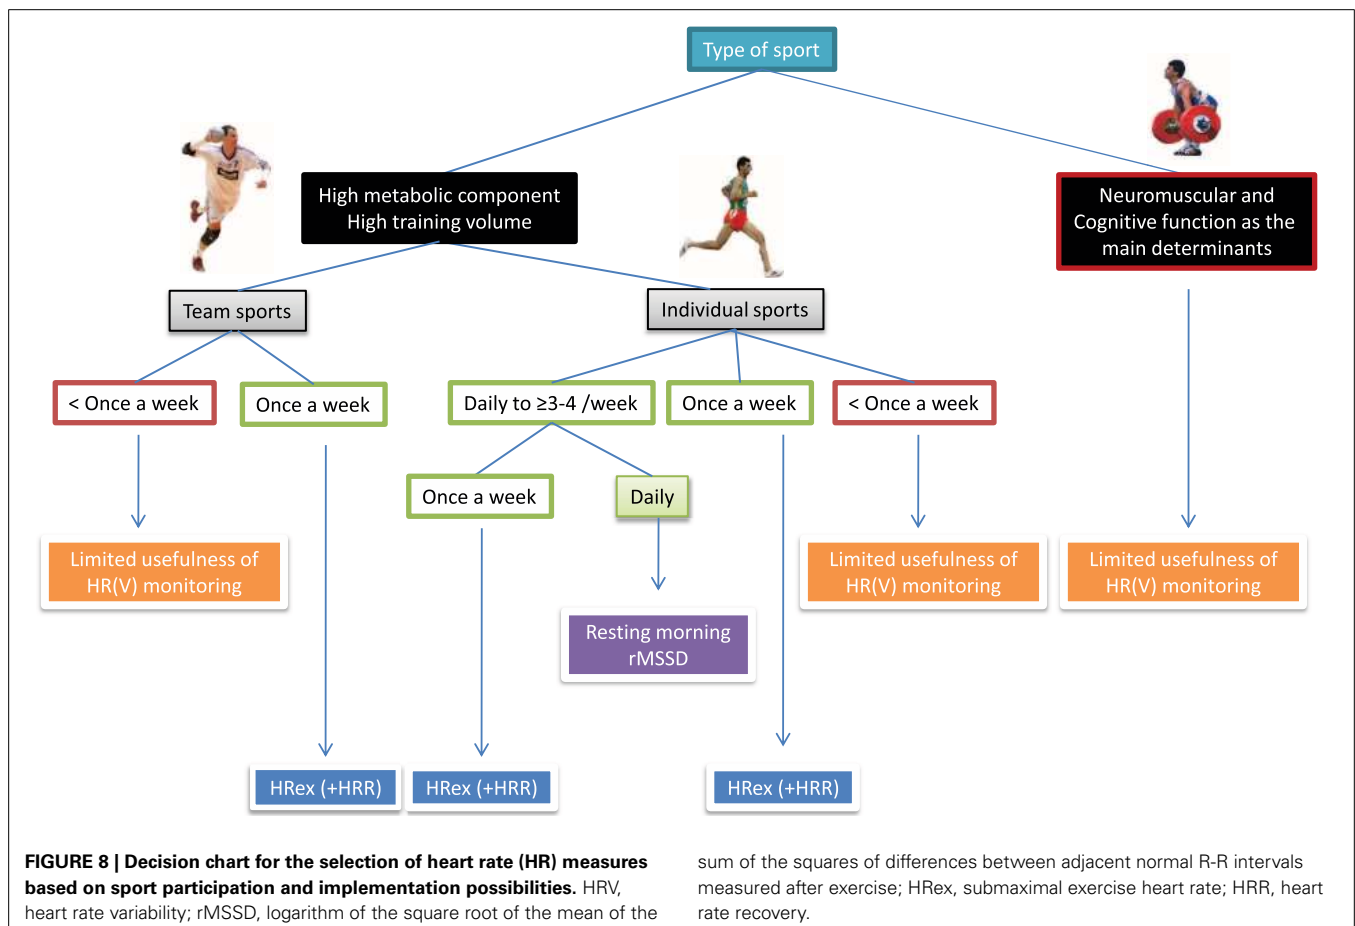 Type of sport
High metabolic component
High training volume
Neuromuscular and
Cognitive function as the
main determinants
Team sports
Individual sports
< Once a week
Once a week
Daily to ≥3-4 /week
Once a week
< Once a week
Once a week
Daily
Limited usefulness of
HR(V) monitoring
Limited usefulness of
HR(V) monitoring
Limited usefulness of
HR(V) monitoring
Resting morning
rMSSD
HRex (+HRR)
HRex (+HRR)
HRex (+HRR)
FIGURE 8 | Decision chart for the selection of heart rate (HR) measures
based on sport participation and implementation possibilities. HRV,
heart rate variability; rMSSD, logarithm of the square root of the mean of the
sum of the squares of differences between adjacent normal R-R intervals
measured after exercise; HRex, submaximal exercise heart rate; HRR, heart
rate recovery.